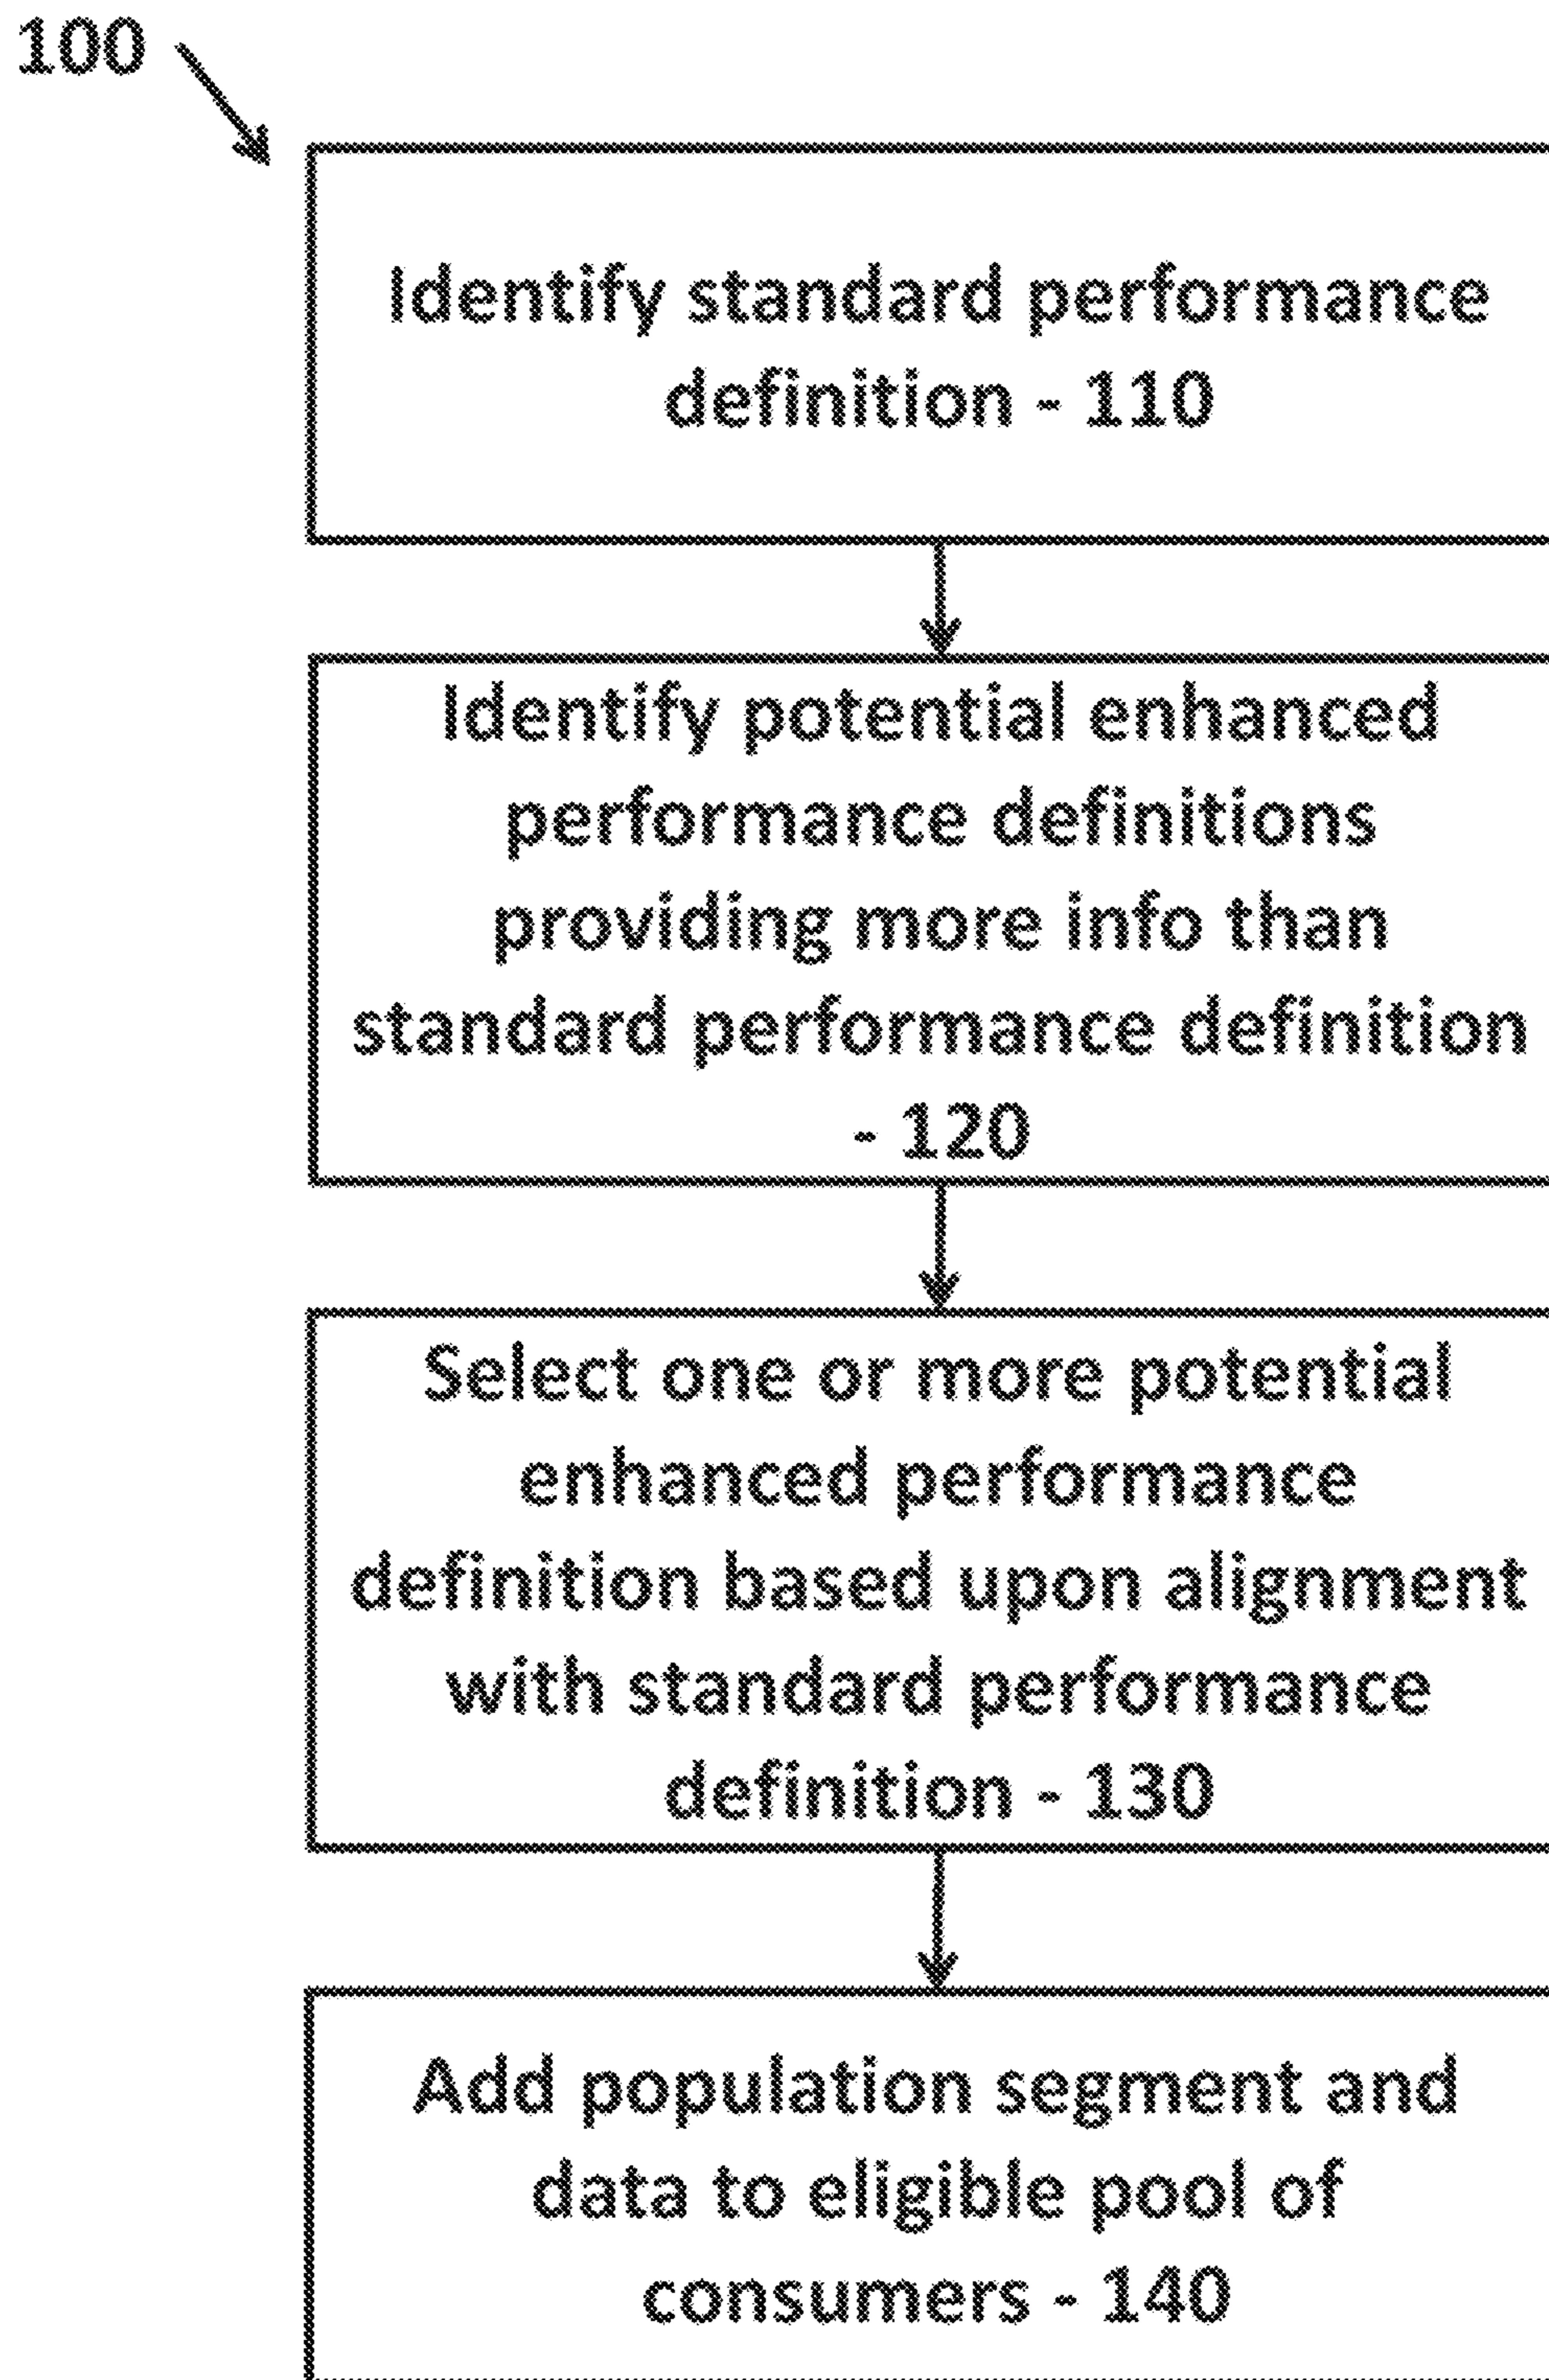 100
Identify standard performance
definition - 110
Identify potential enhanced
performance definitions
providing more info than
standard performance definition
- 120
Select one or more potential
enhanced performance
definition based upon alignment
with standard performance
definition - 130
Add population segment and
data to eligible pool of
consumers - 140